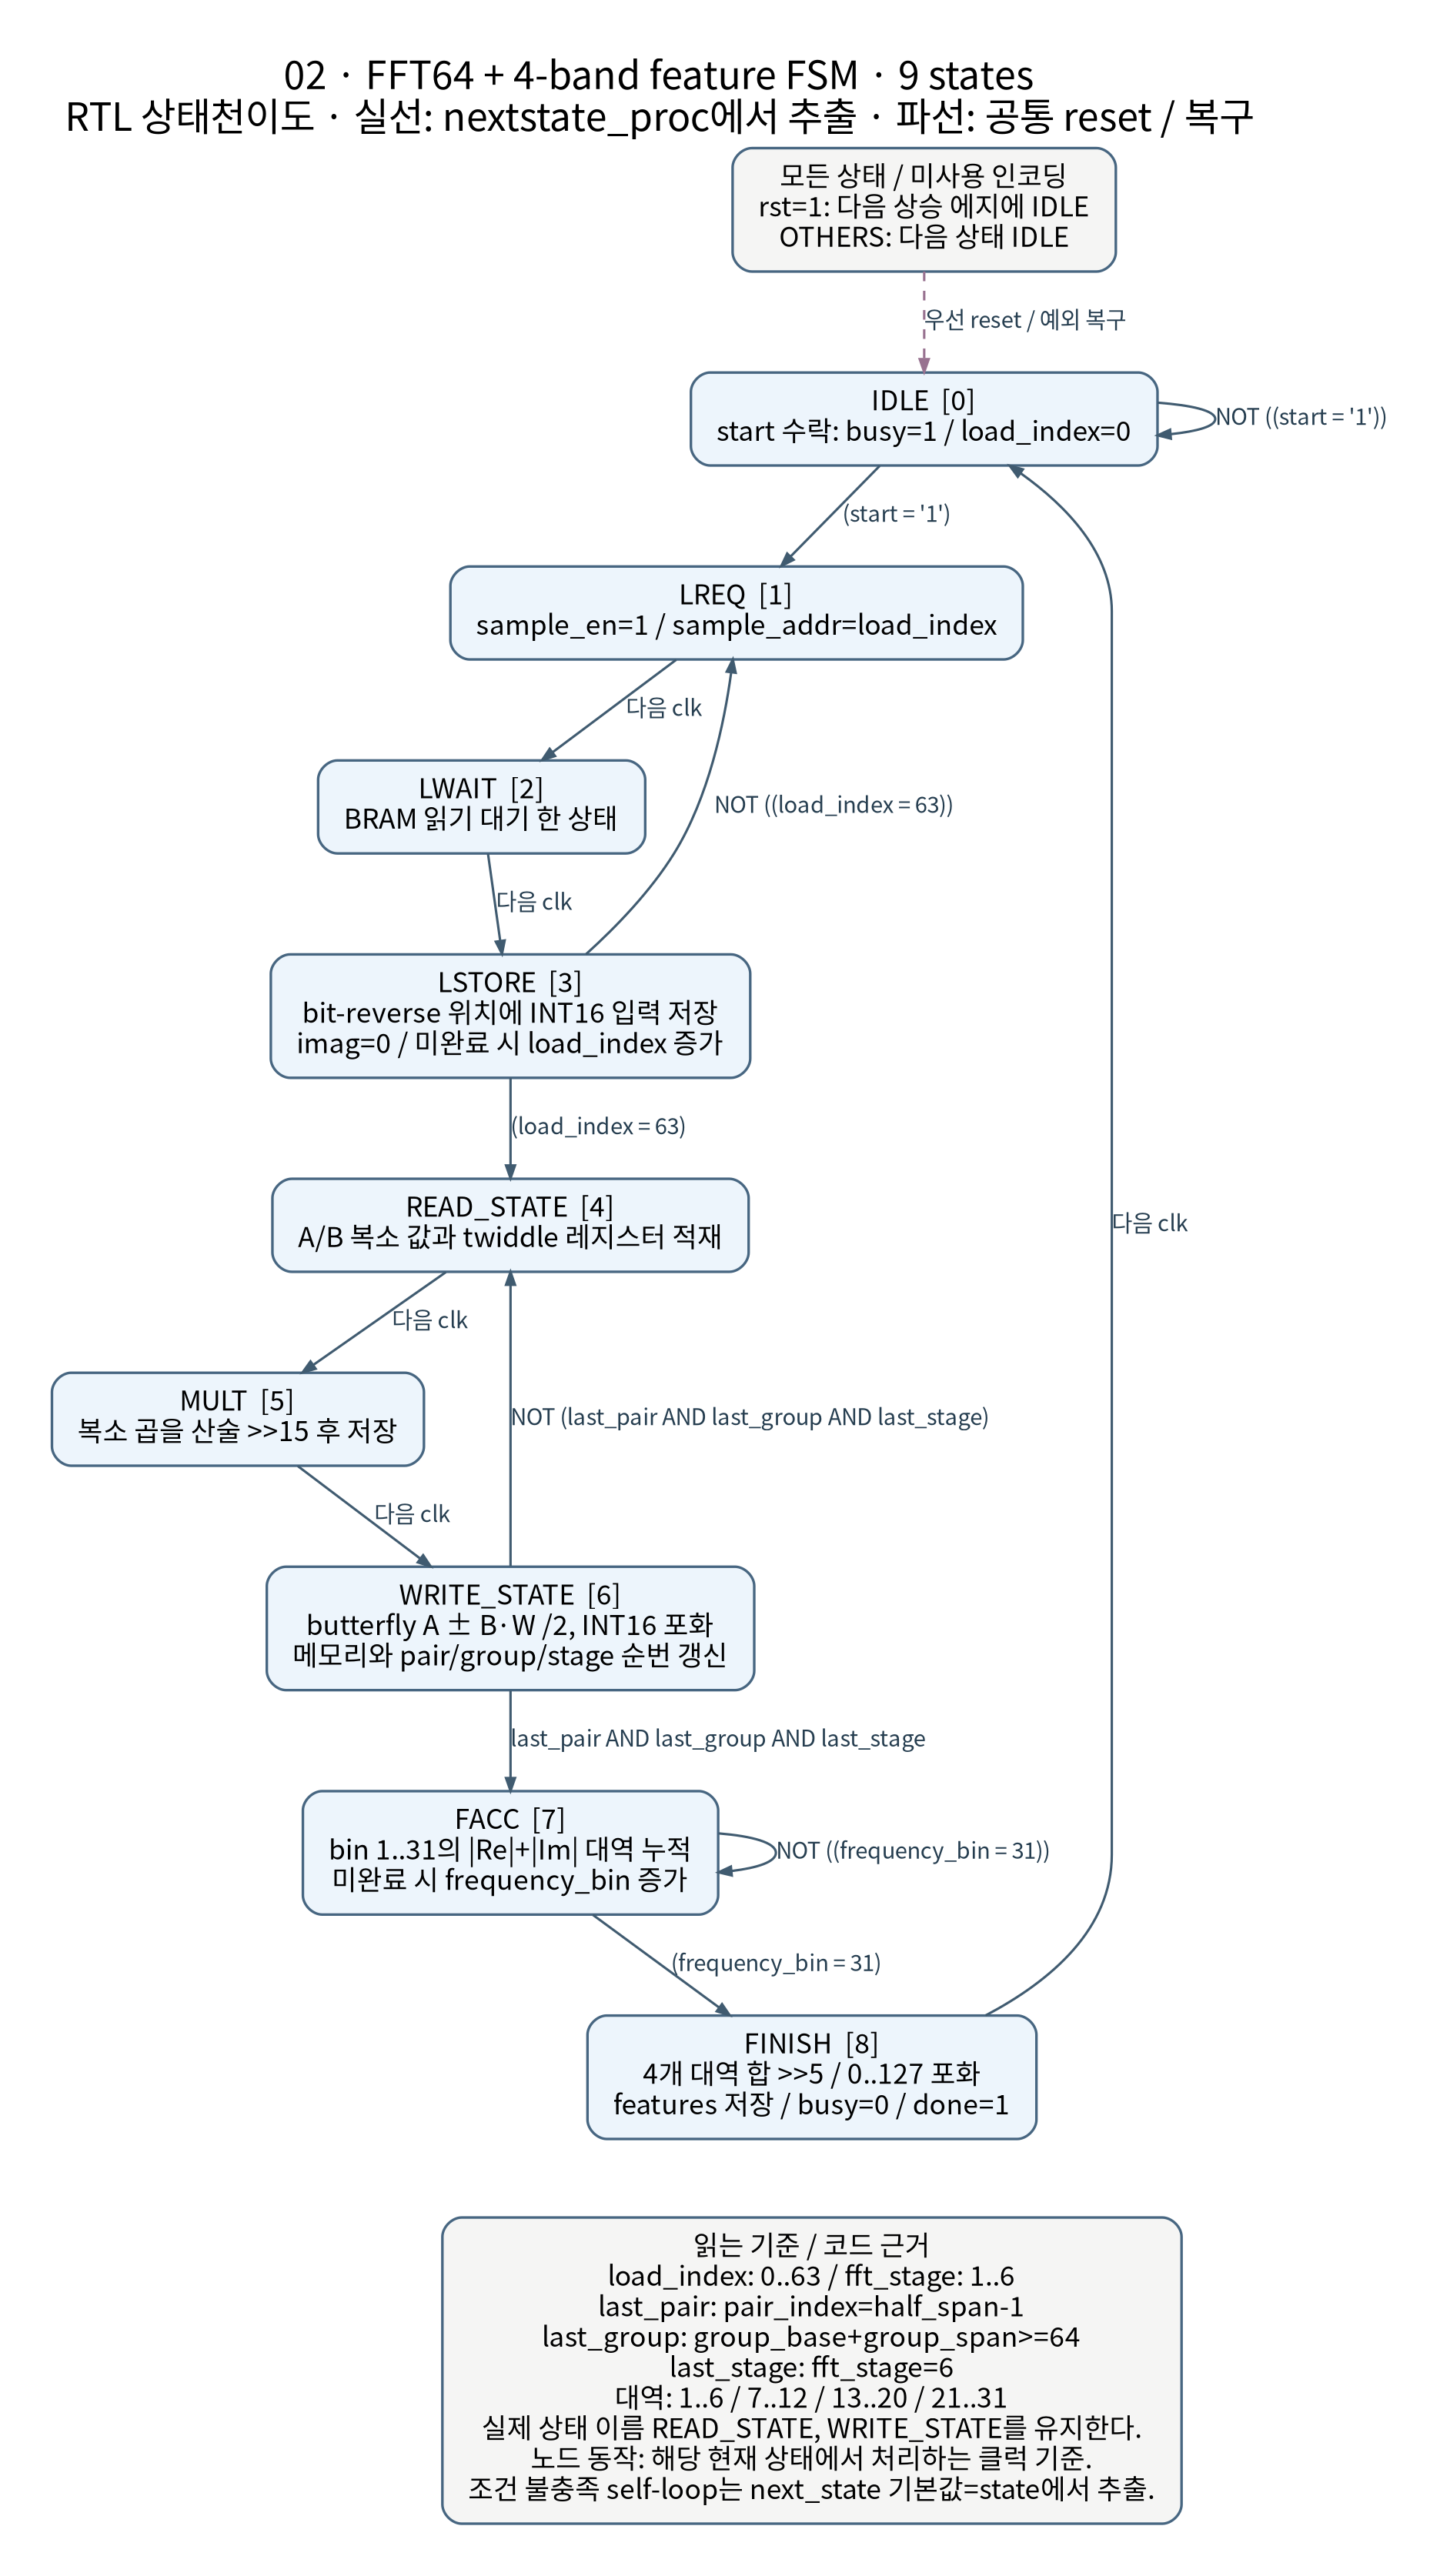 02 · FFT64 + 4-band feature FSM · 9 states
RTL 상태천이도 · 실선: nextstate_proc에서 추출 · 파선: 공통 reset / 복구
모든 상태 / 미사용 인코딩
rst=1: 다음 상승 에지에 IDLE
OTHERS: 다음 상태 IDLE
우선 reset / 예외 복구
IDLE [0]
start 수락: busy=1 / load_index=0
NOT ((start = '1'))
(start = '1')
LREQ [1]
sample_en=1 / sample_addr=load_index
다음 clk
LWAIT [2]
BRAM 읽기 대기 한 상태
NOT ((load_index = 63))
다음 clk
LSTORE [3]
bit-reverse 위치에 INT16 입력 저장
imag=0 / 미완료 시 load_index 증가
(load_index = 63)
READ_STATE [4]
A/B 복소 값과 twiddle 레지스터 적재
다음 clk
다음 clk
MULT [5]
복소 곱을 산술 >>15 후 저장
NOT (last_pair AND last_group AND last_stage)
다음 clk
WRITE_STATE [6]
butterfly A ± B·W /2, INT16 포화
메모리와 pair/group/stage 순번 갱신
last_pair AND last_group AND last_stage
FACC [7]
bin 1..31의 |Re|+|Im| 대역 누적
미완료 시 frequency_bin 증가
NOT ((frequency_bin = 31))
(frequency_bin = 31)
FINISH [8]
4개 대역 합 >>5 / 0..127 포화
features 저장 / busy=0 / done=1
읽는 기준 / 코드 근거
load_index: 0..63 / fft_stage: 1..6
last_pair: pair_index=half_span-1
last_group: group_base+group_span>=64
last_stage: fft_stage=6
대역: 1..6 / 7..12 / 13..20 / 21..31
실제 상태 이름 READ_STATE, WRITE_STATE를 유지한다.
노드 동작: 해당 현재 상태에서 처리하는 클럭 기준.
조건 불충족 self-loop는 next_state 기본값=state에서 추출.